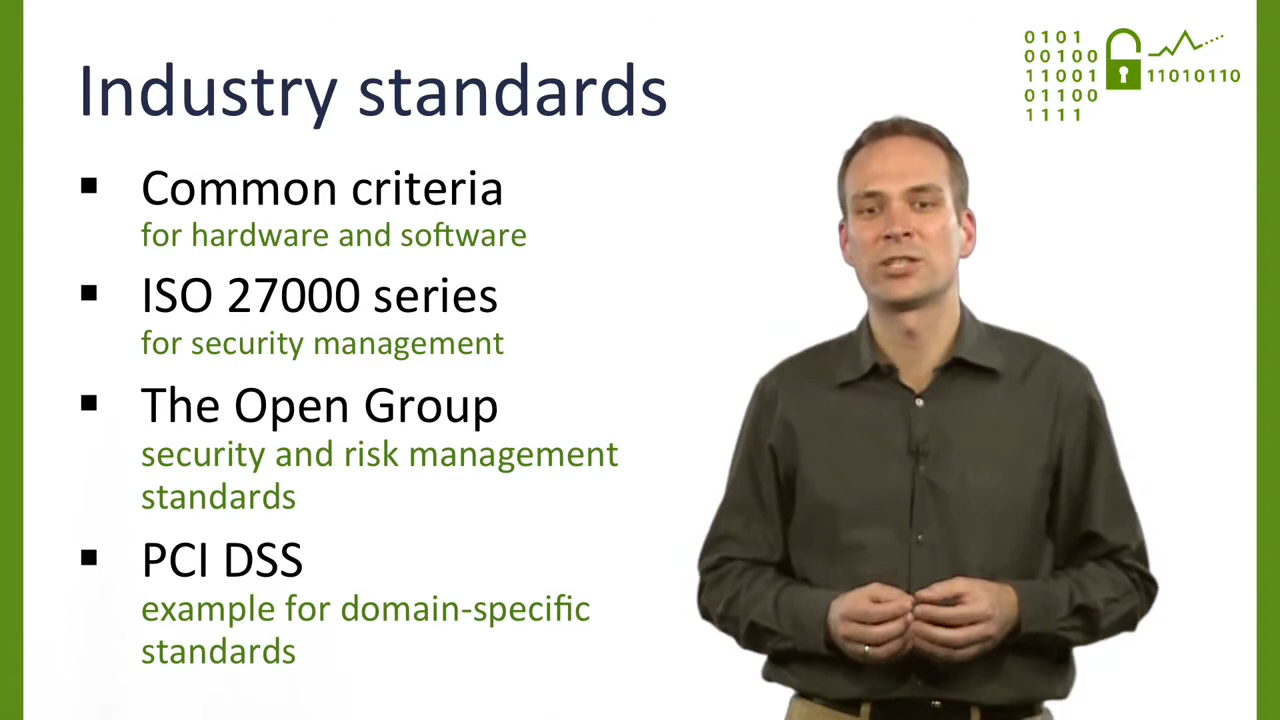 Industry standards
0101
00100
11001
01100
1111
11010110
▪ Common criteria
for hardware and software
▪ ISO 27000 series
for security management
▪ The Open Group
security and risk management
standards
▪ PCI DSS
example for domain-specific
standards